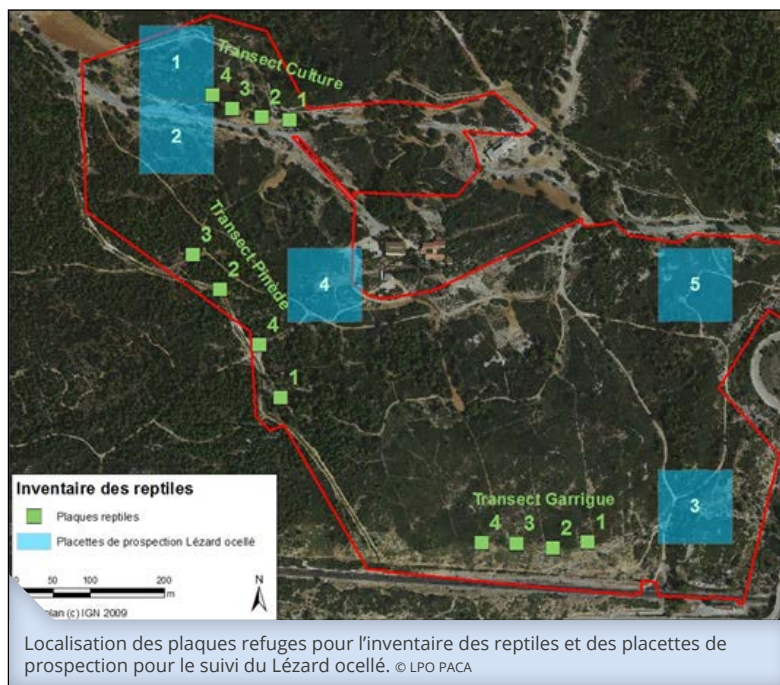 1
Transect Culture
4
3
2
1
2
Transect Pinède
3
2
4
1
4
5
3
Transect Garrigue
4
3
2
1
Inventaire des reptiles
Plaques reptiles
Placettes de prospection Lézard ocellé
0 50 100 200
m
N
(c) IGN 2009
Localisation des plaques refuges pour l'inventaire des reptiles et des placettes de
prospection pour le suivi du Lézard ocellé. © LPO PACA